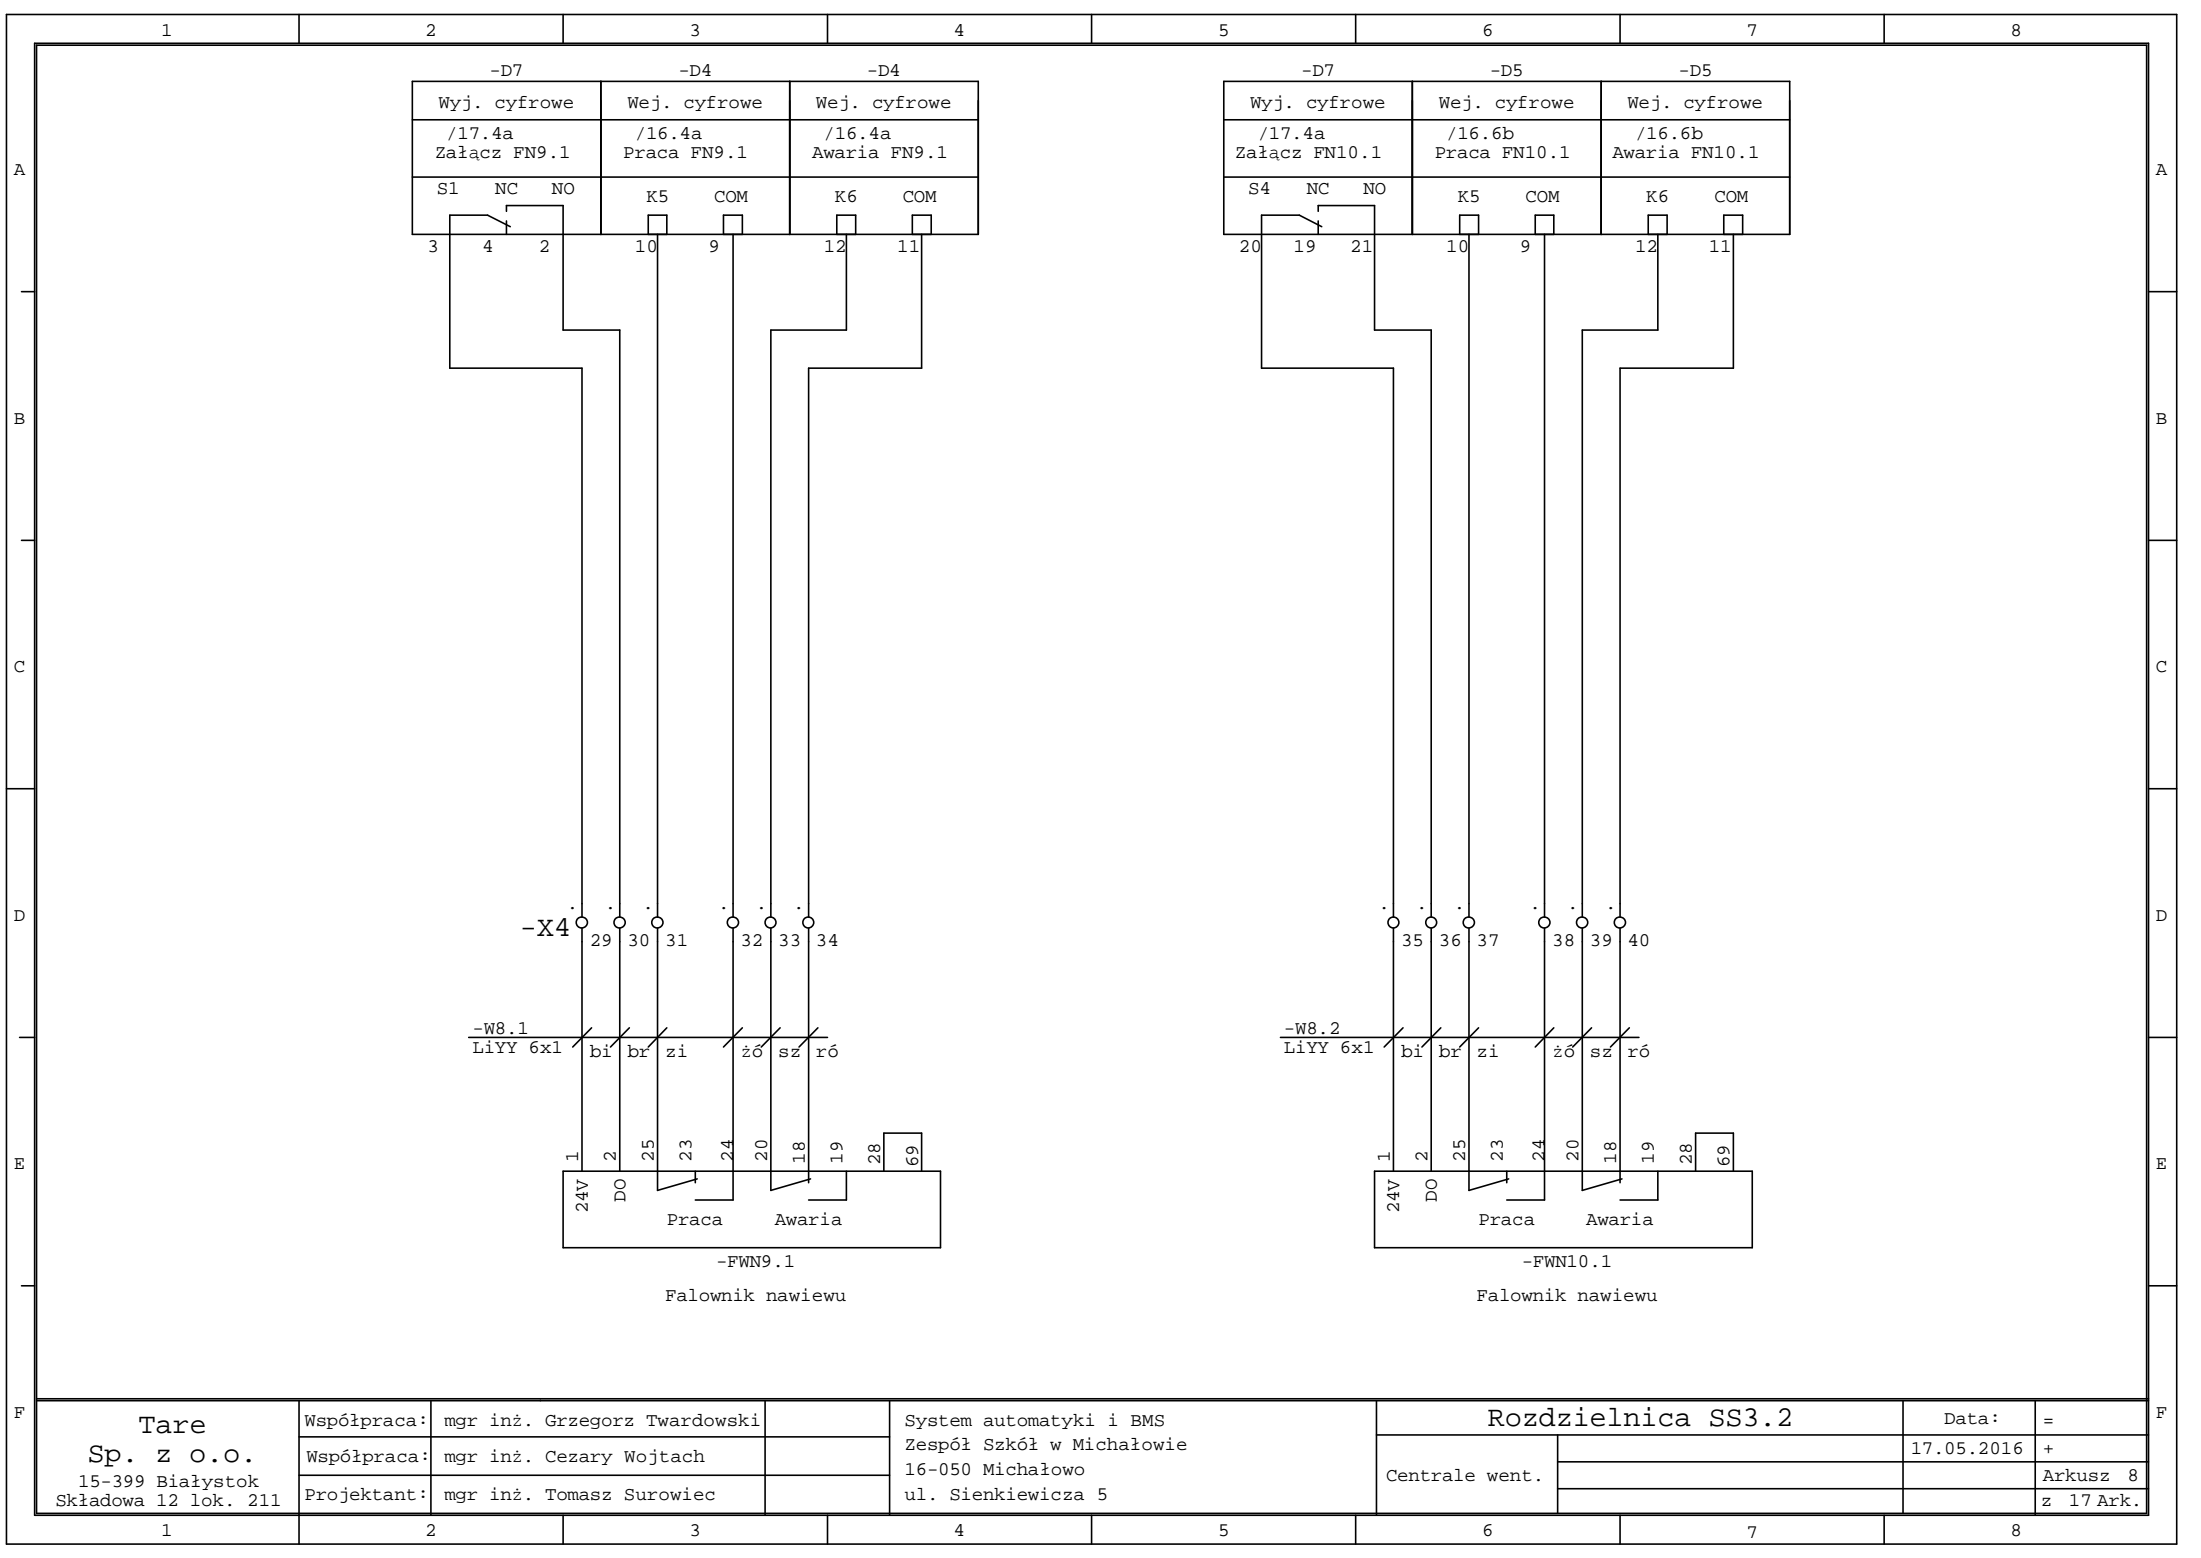 1 2 3 4 5 6 7 8
-D7 -D4 -D4
Wyj. cyfrowe Wej. cyfrowe Wej. cyfrowe
/17.4a /16.4a /16.4a
Załącz FN9.1 Praca FN9.1 Awaria FN9.1
S1 NC NO K5 COM K6 COM
3 4 2 10 9 12 11
-D7 -D5 -D5
Wyj. cyfrowe Wej. cyfrowe Wej. cyfrowe
/17.4a /16.6b /16.6b
Załącz FN10.1 Praca FN10.1 Awaria FN10.1
S4 NC NO K5 COM K6 COM
20 19 21 10 9 12 11
A A
B B
C C
D D
-X4 29 30 31 32 33 34
35 36 37 38 39 40
-W8.1
LiYY 6x1 bi br zi żó sz ró
-W8.2
LiYY 6x1 bi br zi żó sz ró
E E
1 2 25 23 24 20 18 19 28 69
24V DO
Praca Awaria
-FWN9.1
Falownik nawiewu
1 2 25 23 24 20 18 19 28 69
24V DO
Praca Awaria
-FWN10.1
Falownik nawiewu
F F
Tare
Sp. z o.o.
15-399 Białystok
Składowa 12 lok. 211
Współpraca: mgr inż. Grzegorz Twardowski
Współpraca: mgr inż. Cezary Wojtach
Projektant: mgr inż. Tomasz Surowiec
System automatyki i BMS
Zespół Szkół w Michałowie
16-050 Michałowo
ul. Sienkiewicza 5
Rozdzielnica SS3.2
Centrale went.
Data: =
17.05.2016 +
Arkusz 8
z 17 Ark.
1 2 3 4 5 6 7 8